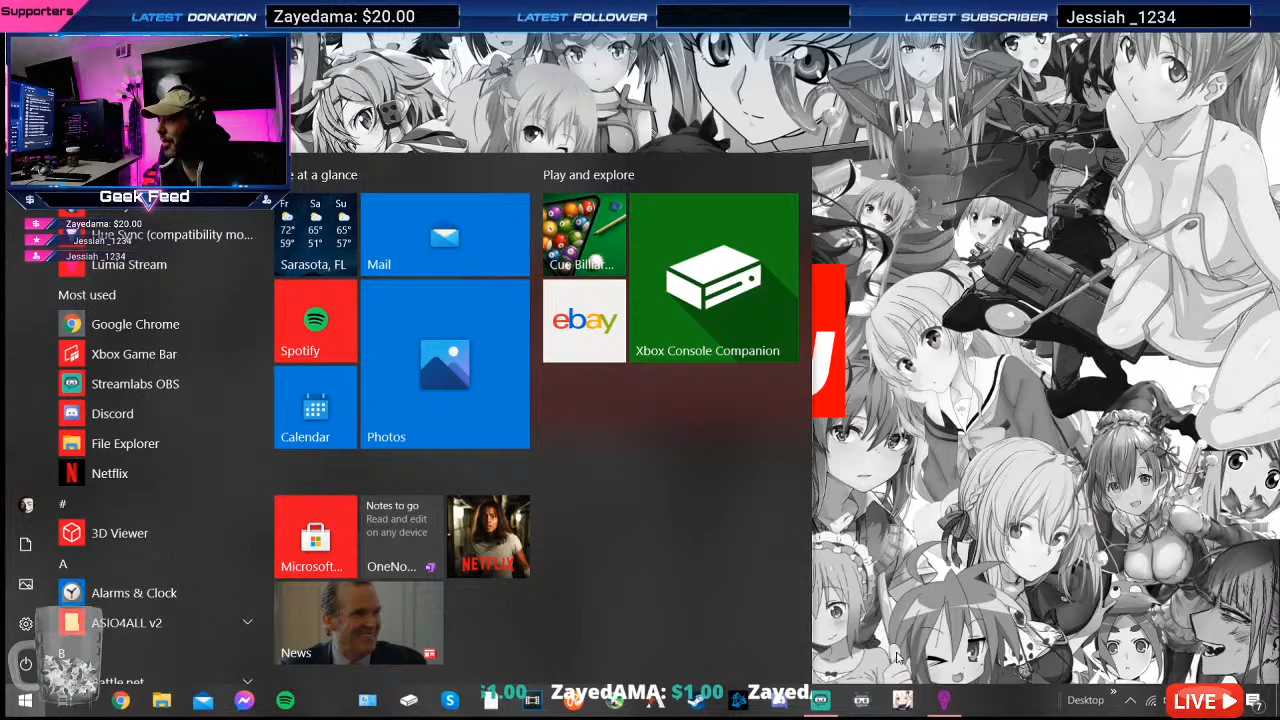 Supporters
LATEST DONATION
Zayedama: $20.00
LATEST FOLLOWER
LATEST SUBSCRIBER
Jessiah _1234
Geek Feed
Zayedama: $20.00
Jessiah _1234
Jessiah _1234
Sync (compatibility mo...
Lumia Stream
Most used
Google Chrome
Xbox Game Bar
Streamlabs OBS
Discord
File Explorer
Netflix
#
3D Viewer
A
Alarms & Clock
ASIO4ALL v2
B
attle.net
e at a glance
Fr Sa Su
72° 65° 65°
59° 51° 57°
Sarasota, FL
Mail
Spotify
Calendar
Photos
Microsoft...
Notes to go
Read and edit
on any device
OneNo...
NETFLIX
News
Play and explore
Cue Billiar...
ebay
Xbox Console Companion
$1.00 ZayedAMA: $1.00 Zayed
Desktop
LIVE